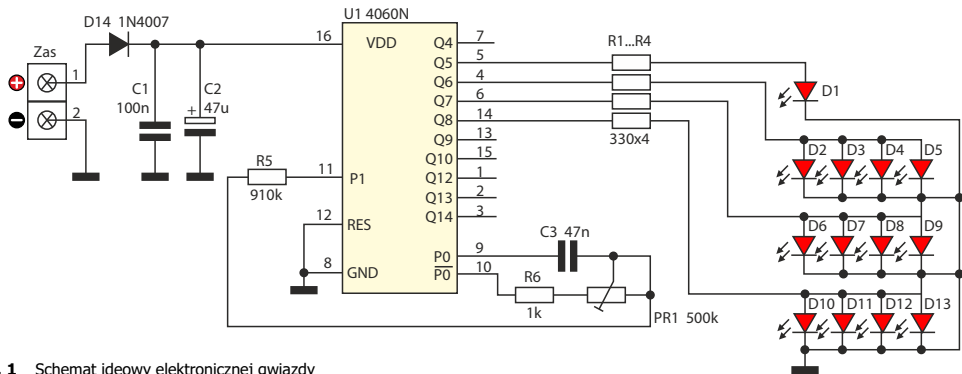 U1 4060N
D14 1N4007
16 VDD
Q4 7
Q5 5
Q6 4
Q7 6
Q8 14
Q9 13
Q10 15
Q12 1
Q13 2
Q14 3
R1...R4
330x4
Zas
+ 1
− 2
C1
100n
C2
+ 47u
R5
910k
11 P1
12 RES
8 GND
P0 9
P0 10
C3 47n
R6
1k
PR1 500k
D1
D2 D3 D4 D5
D6 D7 D8 D9
D10 D11 D12 D13
1 Schemat ideowy elektronicznej gwiazdy